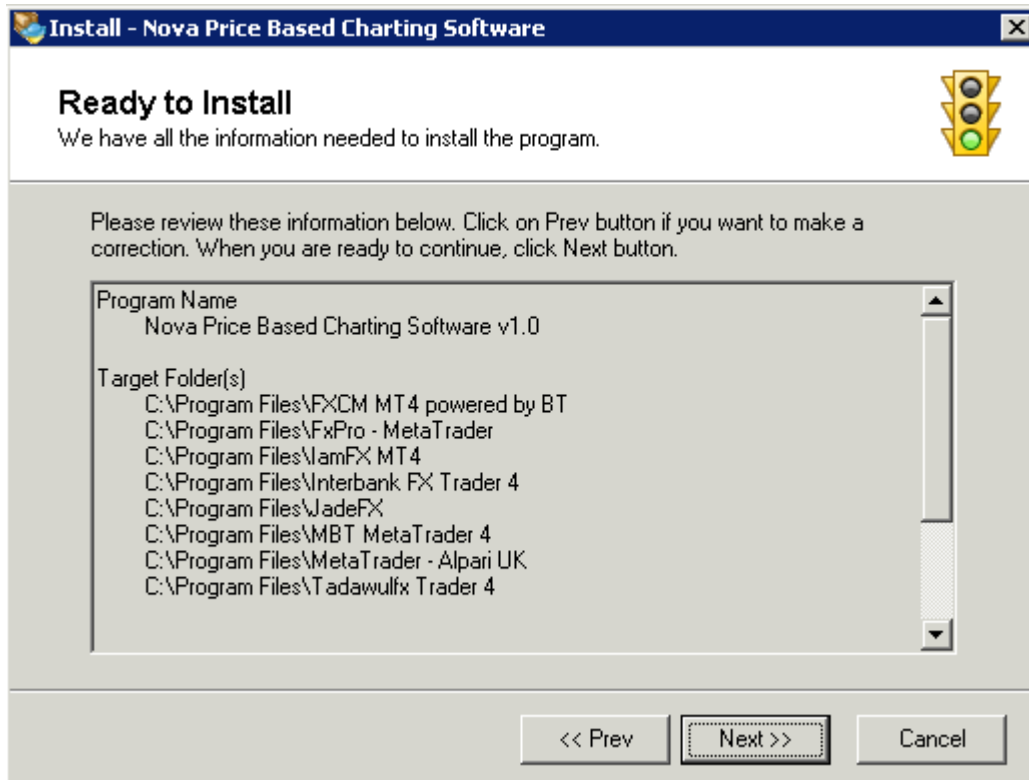 Install - Nova Price Based Charting Software
Ready to Install
We have all the information needed to install the program.
Please review these information below. Click on Prev button if you want to make a
correction. When you are ready to continue, click Next button.
Program Name
Nova Price Based Charting Software v1.0
Target Folder(s)
C:\Program Files\FXCM MT4 powered by BT
C:\Program Files\FxPro - MetaTrader
C:\Program Files\IamFX MT4
C:\Program Files\Interbank FX Trader 4
C:\Program Files\JadeFX
C:\Program Files\MBT MetaTrader 4
C:\Program Files\MetaTrader - Alpari UK
C:\Program Files\Tadawulfx Trader 4
<< Prev
Next >>
Cancel